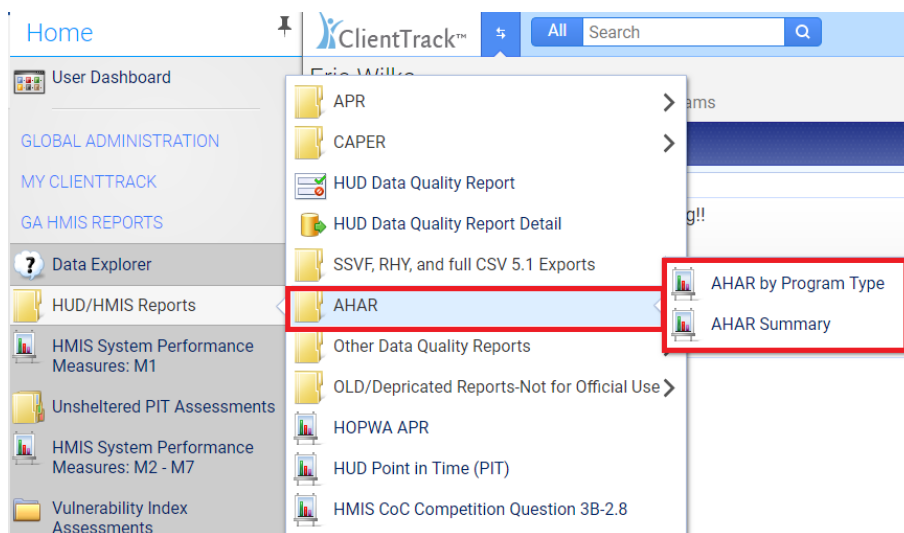 Home
ClientTrack™
All
Search
User Dashboard
GLOBAL ADMINISTRATION
MY CLIENTTRACK
GA HMIS REPORTS
Data Explorer
HUD/HMIS Reports
HMIS System Performance
Measures: M1
Unsheltered PIT Assessments
HMIS System Performance
Measures: M2 - M7
Vulnerability Index
Assessments
APR
CAPER
HUD Data Quality Report
HUD Data Quality Report Detail
SSVF, RHY, and full CSV 5.1 Exports
AHAR
Other Data Quality Reports
OLD/Depricated Reports-Not for Official Use
HOPWA APR
HUD Point in Time (PIT)
HMIS CoC Competition Question 3B-2.8
ams
g!!
AHAR by Program Type
AHAR Summary